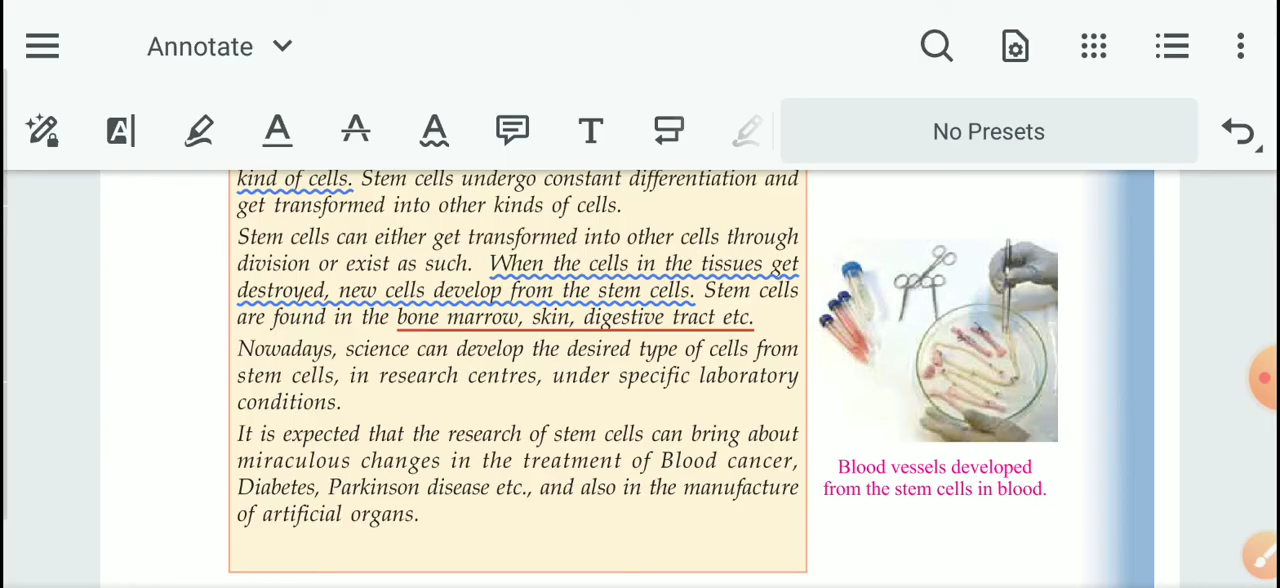 Annotate
No Presets
kind of cells. Stem cells undergo constant differentiation and
get transformed into other kinds of cells.
Stem cells can either get transformed into other cells through
division or exist as such. When the cells in the tissues get
destroyed, new cells develop from the stem cells. Stem cells
are found in the bone marrow, skin, digestive tract etc.
Nowadays, science can develop the desired type of cells from
stem cells, in research centres, under specific laboratory
conditions.
It is expected that the research of stem cells can bring about
miraculous changes in the treatment of Blood cancer,
Diabetes, Parkinson disease etc., and also in the manufacture
of artificial organs.
Blood vessels developed
from the stem cells in blood.